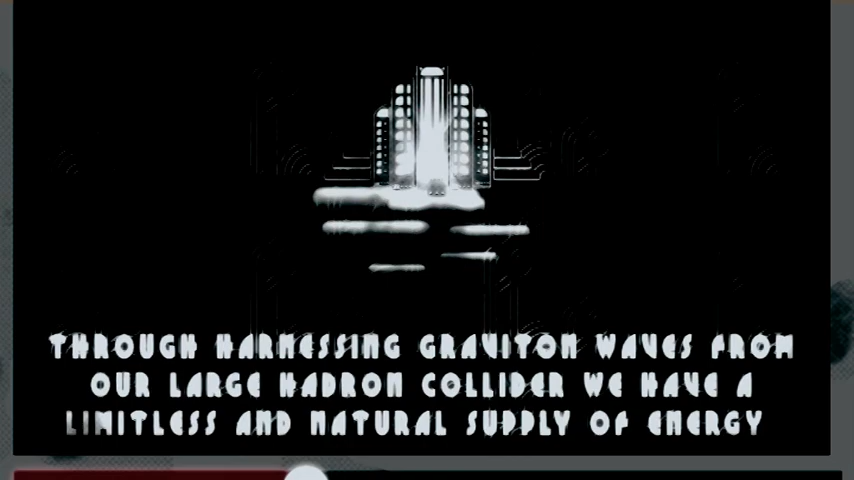 THROUGH HARNESSING GRAVITON WAVES FROM
OUR LARGE HADRON COLLIDER WE HAVE A
LIMITLESS AND NATURAL SUPPLY OF ENERGY